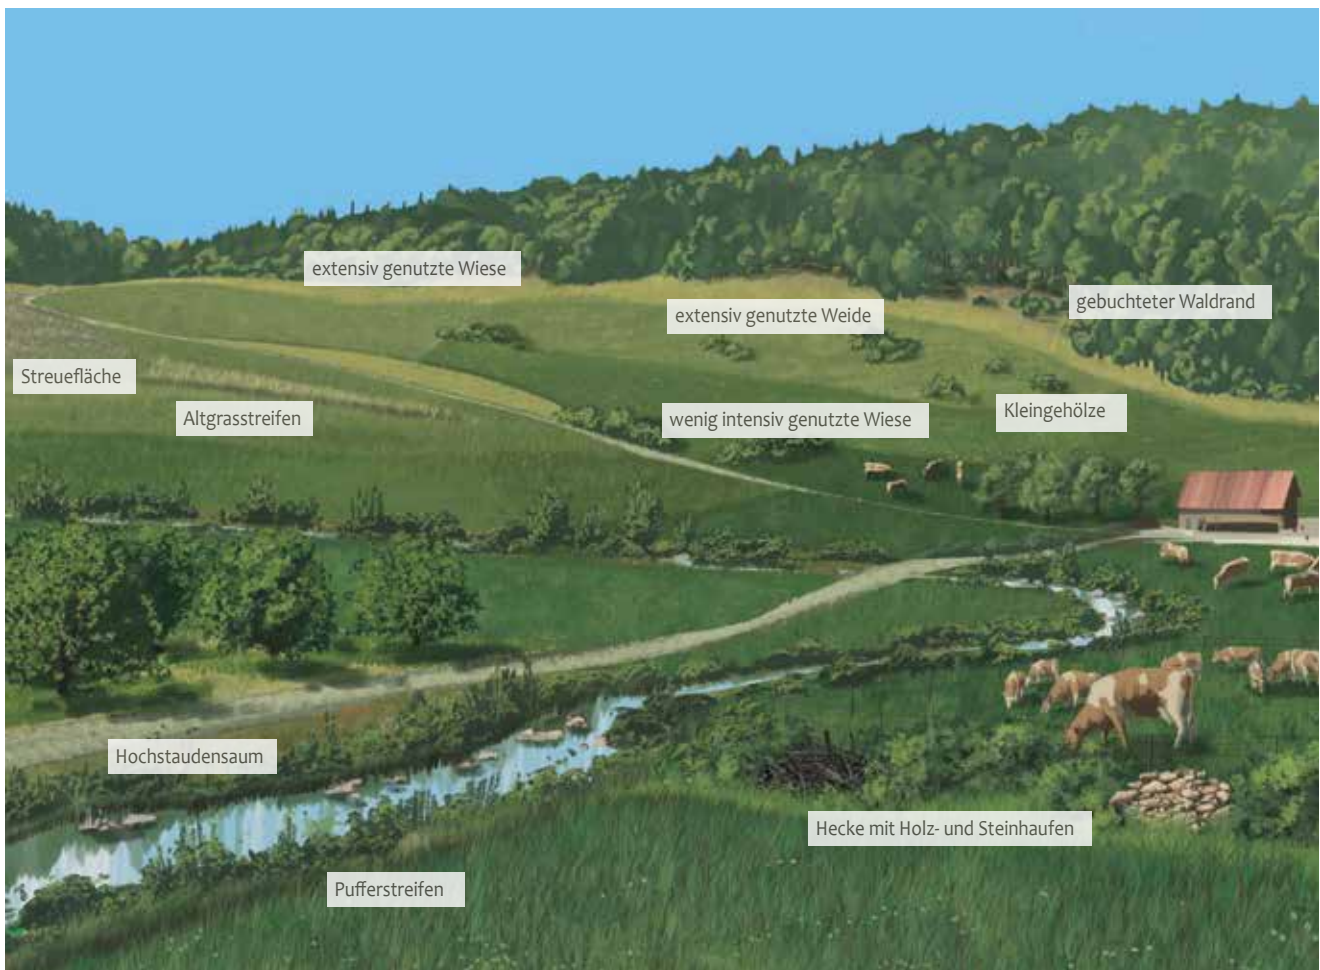 extensiv genutzte Wiese
extensiv genutzte Weide
gebuchteter Waldrand
Streuefläche
Altgrasstreifen
wenig intensiv genutzte Wiese
Kleingehölze
Hochstaudensaum
Hecke mit Holz- und Steinhaufen
Pufferstreifen